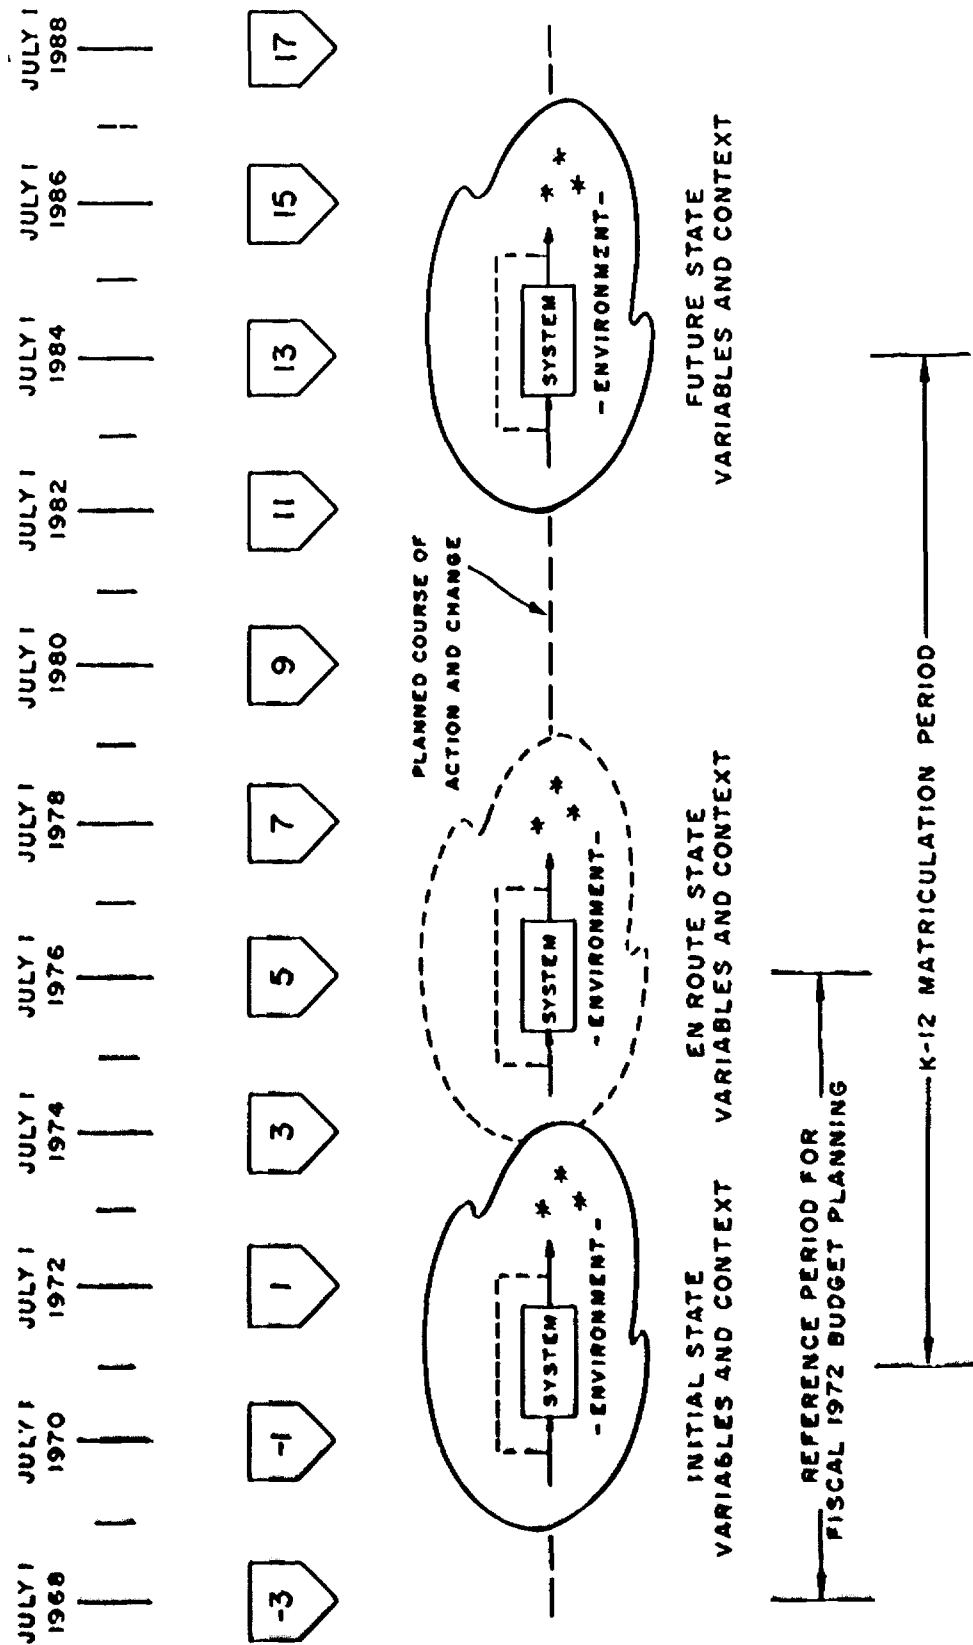 JULY 1
1968
JULY 1
1970
JULY 1
1972
JULY 1
1974
JULY 1
1976
JULY 1
1978
JULY 1
1980
JULY 1
1982
JULY 1
1984
JULY 1
1986
JULY 1
1988
-3
-1
1
3
5
7
9
11
13
15
17
PLANNED COURSE OF
ACTION AND CHANGE
SYSTEM
-ENVIRONMENT-
SYSTEM
-ENVIRONMENT-
SYSTEM
-ENVIRONMENT-
INITIAL STATE
VARIABLES AND CONTEXT
EN ROUTE STATE
VARIABLES AND CONTEXT
FUTURE STATE
VARIABLES AND CONTEXT
REFERENCE PERIOD FOR
FISCAL 1972 BUDGET PLANNING
K-12 MATRICULATION PERIOD